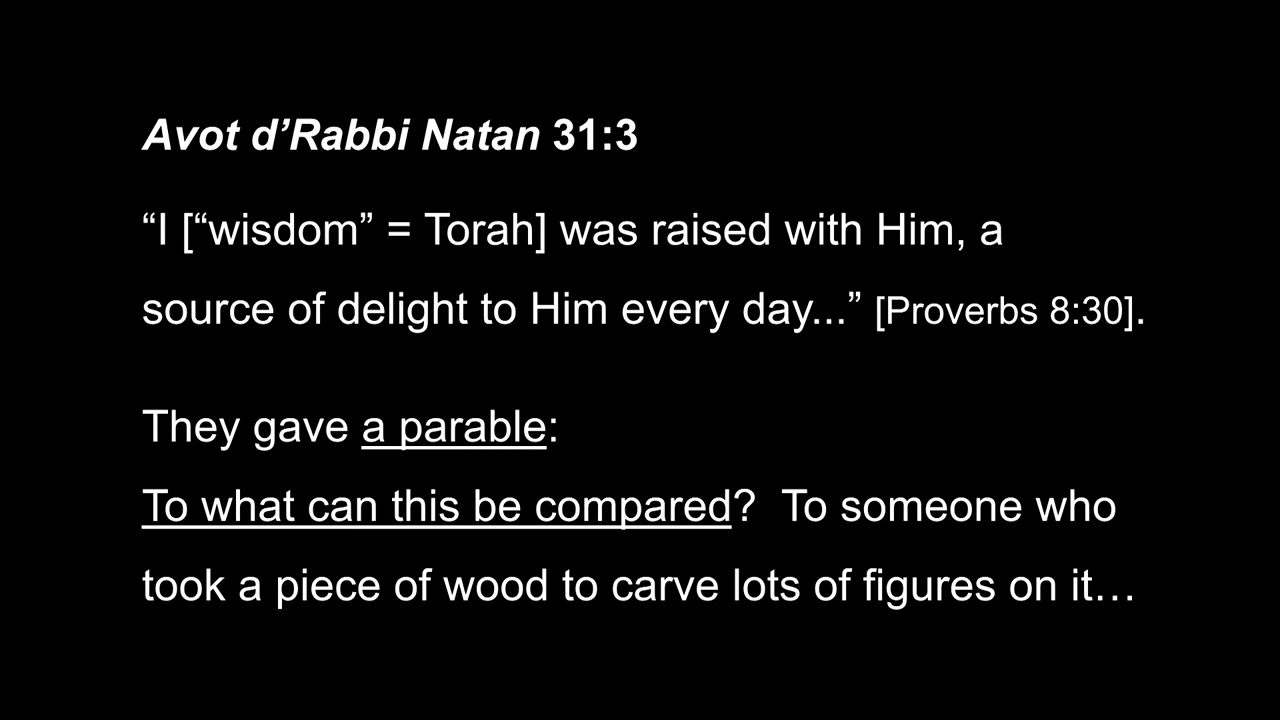 Avot d’Rabbi Natan 31:3
“I [“wisdom” = Torah] was raised with Him, a
source of delight to Him every day...” [Proverbs 8:30].
They gave a parable:
To what can this be compared?  To someone who
took a piece of wood to carve lots of figures on it…